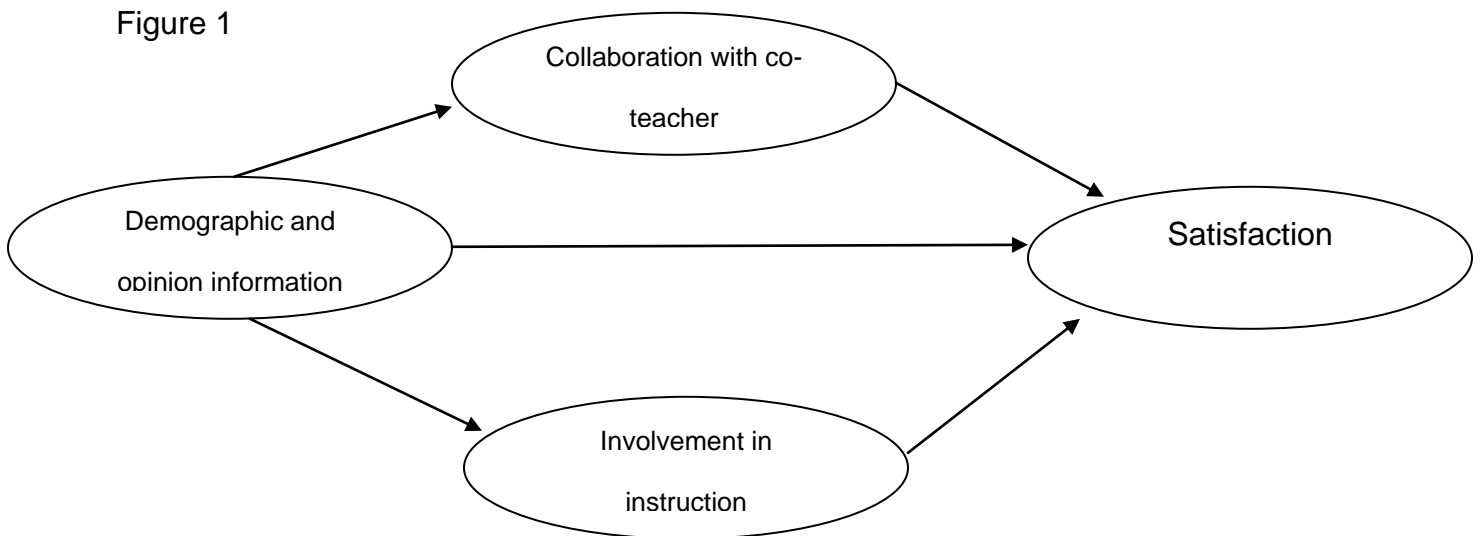 Figure 1
Collaboration with co-
teacher
Demographic and
opinion information
Satisfaction
Involvement in
instruction